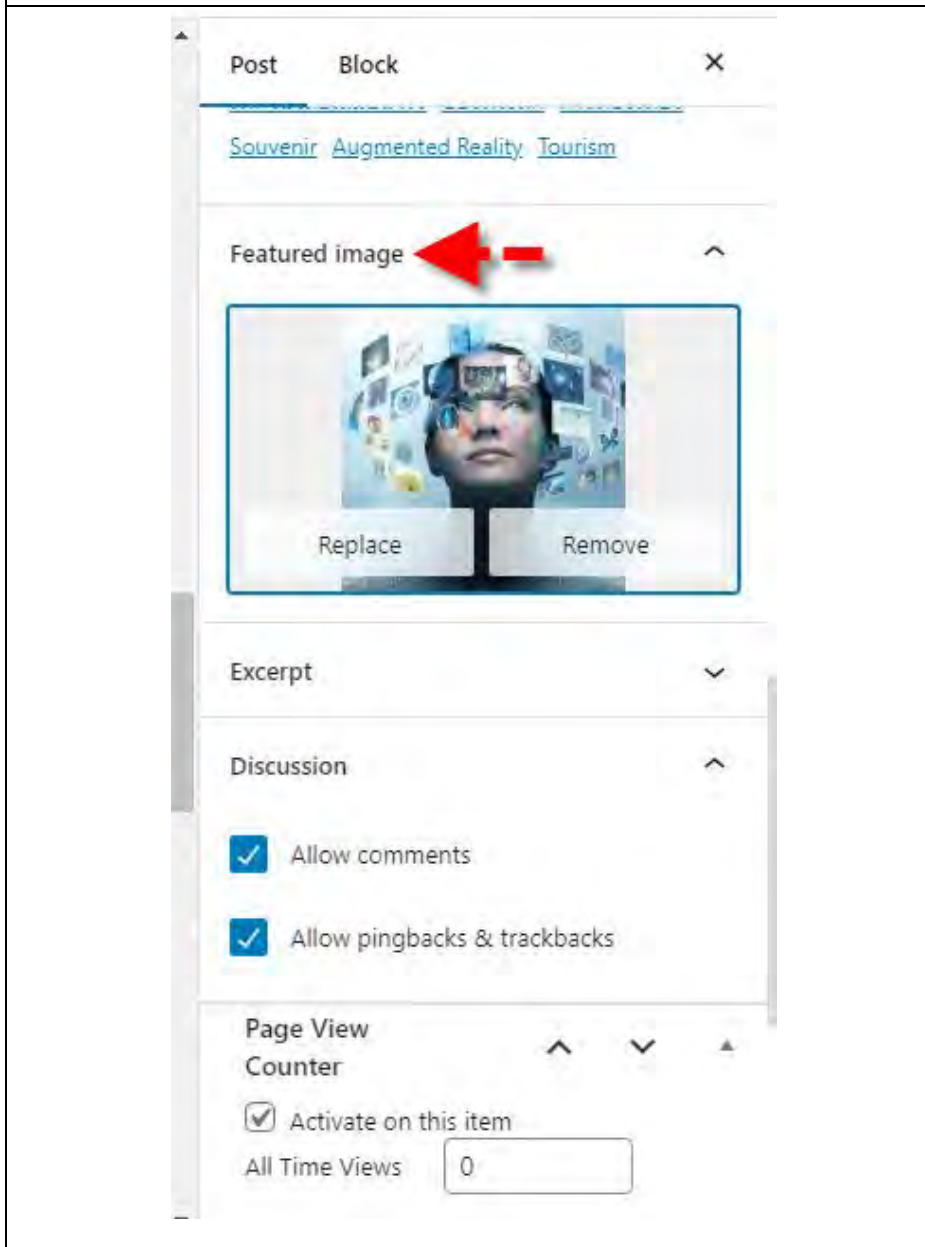 Post Block
Souvenir Augmented Reality Tourism
Featured image
Replace Remove
Excerpt
Discussion
Allow comments
Allow pingbacks & trackbacks
Page View
Counter
Activate on this item
All Time Views 0